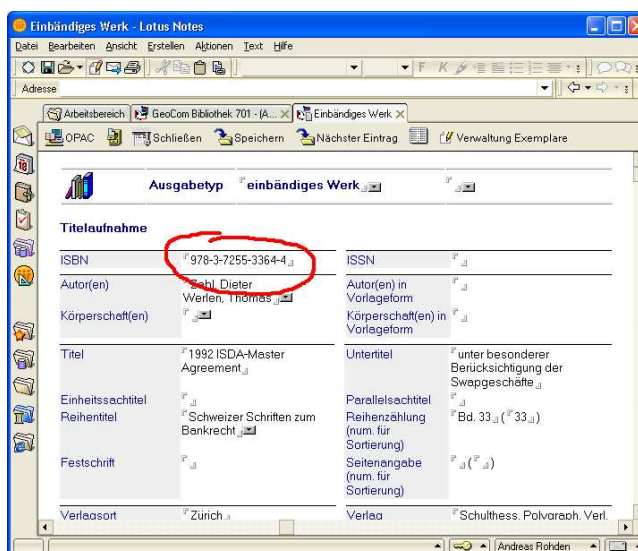 Einbändiges Werk - Lotus Notes
Datei Bearbeiten Ansicht Erstellen Aktionen Text Hilfe
F K
Adresse
Arbeitsbereich GeoCom Bibliothek 701 - (A... Einbändiges Werk
OPAC Schließen Speichern Nächster Eintrag Verwaltung Exemplare
Ausgabetyp einbändiges Werk
Titelaufnahme
ISBN 978-3-7255-3364-4 ISSN
Autor(en) Zobl, Dieter Autor(en) in
Werlen, Thomas Vorlageform
Körperschaft(en) Körperschaft(en) in
Vorlageform
Titel 1992 ISDA-Master Untertitel unter besonderer
Agreement Berücksichtigung der
Swapgeschäfte
Einheitssachtitel Parallelsachtitel
Reihentitel Schweizer Schriften zum Reihenzählung Bd. 33 ( 33 )
Bankrecht (num. für
Sortierung)
Festschrift Seitenangabe ( )
(num. für
Sortierung)
Verlagsort Zürich Verlag Schulthess. Polygraph. Verl.
Andreas Rohden